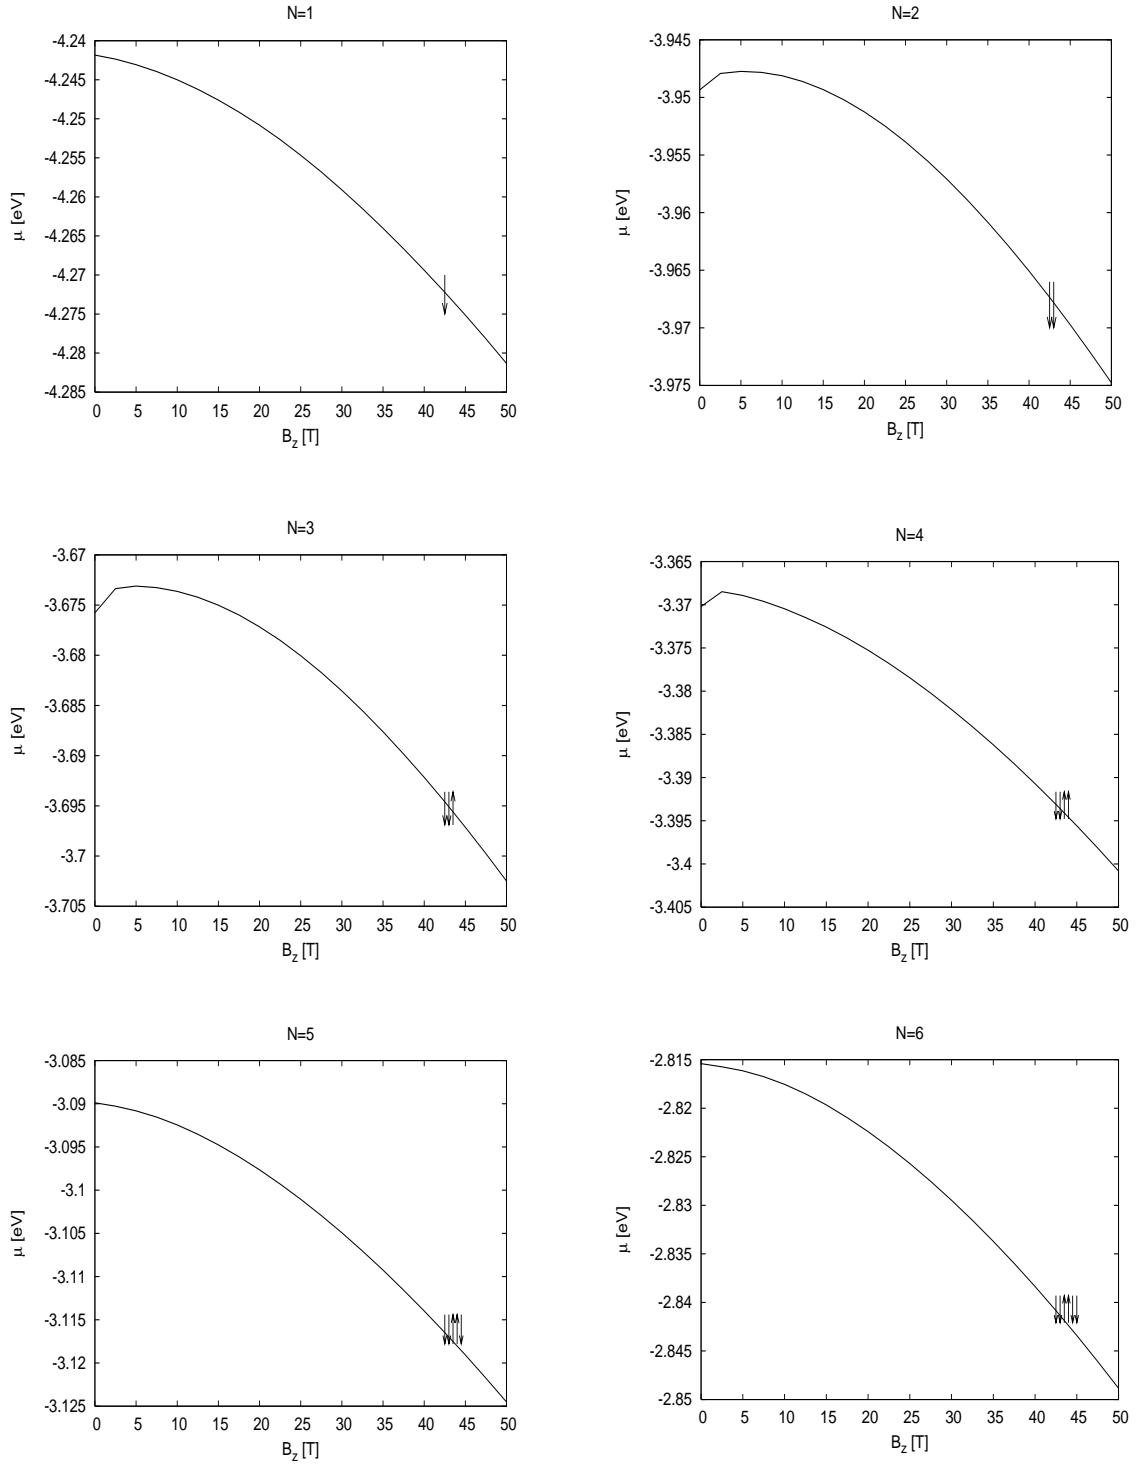 N=1
-4.24
-4.245
-4.25
-4.255
-4.26
-4.265
-4.27
-4.275
-4.28
-4.285
μ [eV]
0 5 10 15 20 25 30 35 40 45 50
B_z [T]
N=2
-3.945
-3.95
-3.955
-3.96
-3.965
-3.97
-3.975
μ [eV]
0 5 10 15 20 25 30 35 40 45 50
B_z [T]
N=3
-3.67
-3.675
-3.68
-3.685
-3.69
-3.695
-3.7
-3.705
μ [eV]
0 5 10 15 20 25 30 35 40 45 50
B_z [T]
N=4
-3.365
-3.37
-3.375
-3.38
-3.385
-3.39
-3.395
-3.4
-3.405
μ [eV]
0 5 10 15 20 25 30 35 40 45 50
B_z [T]
N=5
-3.085
-3.09
-3.095
-3.1
-3.105
-3.11
-3.115
-3.12
-3.125
μ [eV]
0 5 10 15 20 25 30 35 40 45 50
B_z [T]
N=6
-2.815
-2.82
-2.825
-2.83
-2.835
-2.84
-2.845
-2.85
μ [eV]
0 5 10 15 20 25 30 35 40 45 50
B_z [T]